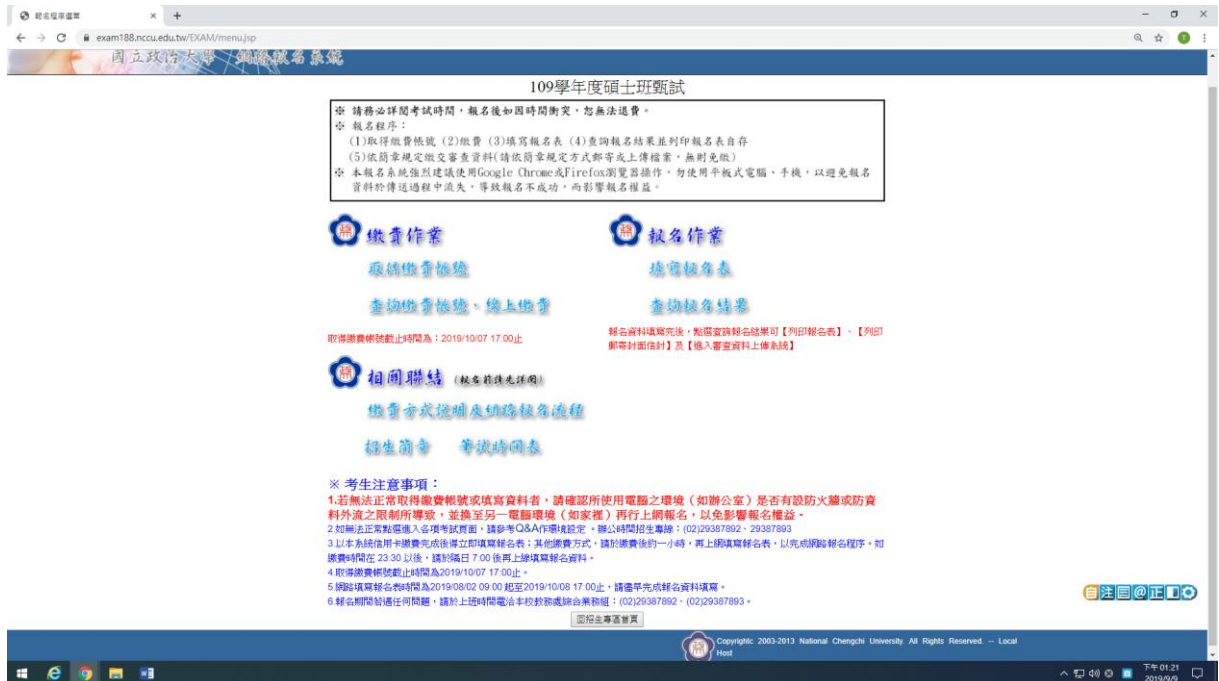 報名程序選單
exam188.nccu.edu.tw/EXAM/menu.jsp
國立政治大學 網路報名系統
109學年度碩士班甄試
※ 請務必詳閱考試時間，報名後如因時間衝突，恕無法退費。
※ 報名程序：
(1)取得繳費帳號 (2)繳費 (3)填寫報名表 (4)查詢報名結果並列印報名表自存
(5)依簡章規定繳交審查資料(請依簡章規定方式郵寄或上傳檔案，無則免繳)
※ 本報名系統強烈建議使用Google Chrome或Firefox瀏覽器操作，勿使用平板式電腦、手機，以避免報名
資料於傳送過程中流失，導致報名不成功，而影響報名權益。
繳費作業
取得繳費帳號
查詢繳費帳號、線上繳費
取得繳費帳號截止時間為：2019/10/07 17:00止
報名作業
填寫報名表
查詢報名結果
報名資料填寫完後，點選查詢報名結果可【列印報名表】、【列印
郵寄封面信封】及【進入審查資料上傳系統】
相關聯結 (報名前請先詳閱)
繳費方式說明及網路報名流程
招生簡章 筆試時間表
※ 考生注意事項：
1.若無法正常取得繳費帳號或填寫資料者，請確認所使用電腦之環境（如辦公室）是否有設防火牆或防資
料外流之限制所導致，並換至另一電腦環境（如家裡）再行上網報名，以免影響報名權益。
2.如無法正常點選進入各項考試頁面，請參考Q&A作環境設定 。辦公時間招生專線：(02)29387892、29387893
3.以本系統信用卡繳費完成後得立即填寫報名表；其他繳費方式，請於繳費後約一小時，再上網填寫報名表，以完成網路報名程序。如
繳費時間在 23:30 以後，請於隔日 7:00 後再上線填寫報名資料。
4.取得繳費帳號截止時間為2019/10/07 17:00止。
5.網路填寫報名表時間為2019/08/02 09:00 起至2019/10/08 17:00止，請儘早完成報名資料填寫。
6.報名期間若遇任何問題，請於上班時間電洽本校教務處綜合業務組：(02)29387892、(02)29387893。
回招生專區首頁
Copyright© 2003-2013 National Chengchi University. All Rights Reserved. -- Local
Host
下午 01:21
2019/9/9